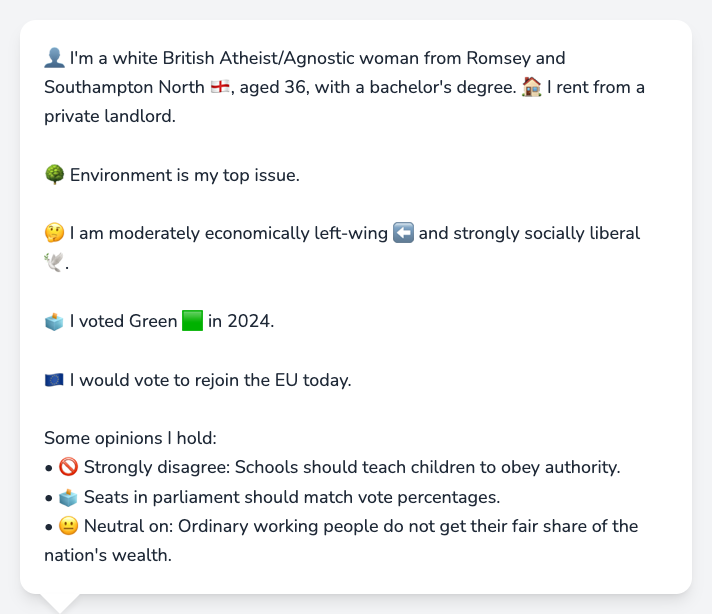 👤 I'm a white British Atheist/Agnostic woman from Romsey and
Southampton North 🏴󠁧󠁢󠁥󠁮󠁧󠁿, aged 36, with a bachelor's degree. 🏠 I rent from a
private landlord.
🌳 Environment is my top issue.
🤔 I am moderately economically left-wing ⬅️ and strongly socially liberal
🕊️.
🗳️ I voted Green 🟩 in 2024.
🇪🇺 I would vote to rejoin the EU today.
Some opinions I hold:
• 🚫 Strongly disagree: Schools should teach children to obey authority.
• 🗳️ Seats in parliament should match vote percentages.
• 😐 Neutral on: Ordinary working people do not get their fair share of the
nation's wealth.